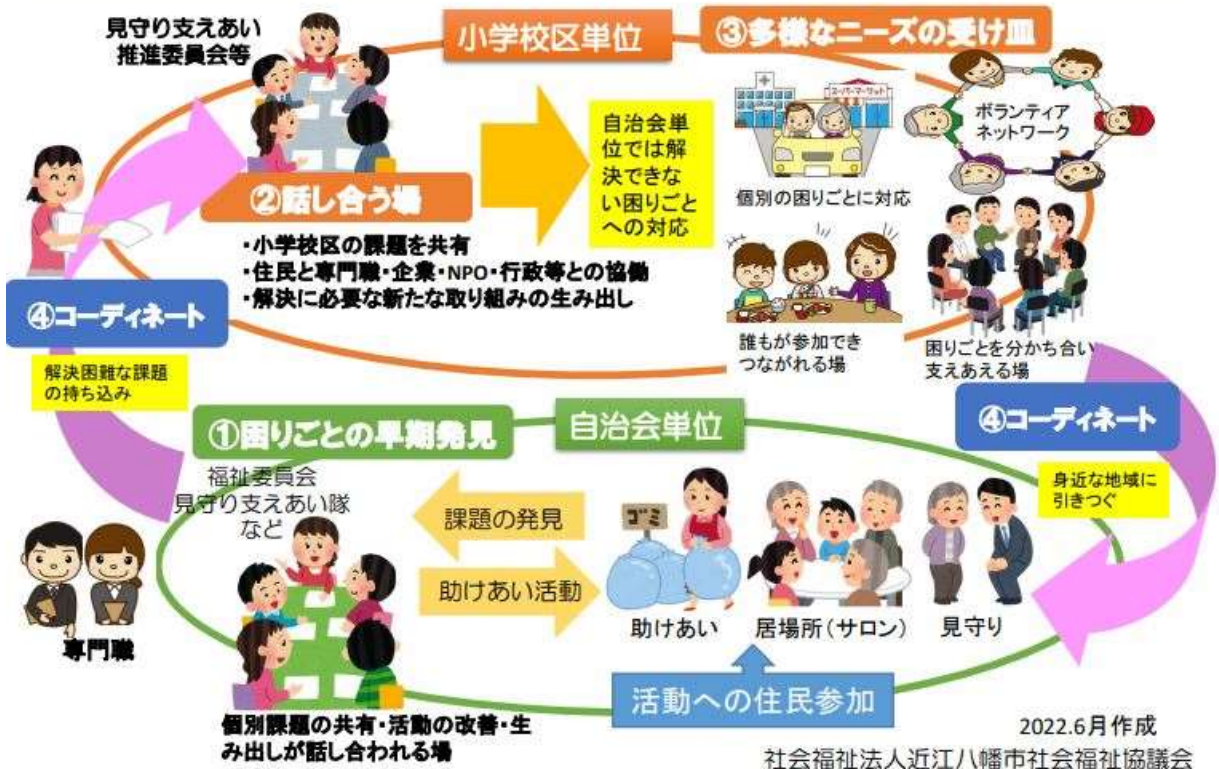 見守り支えあい
推進委員会等
小学校区単位
③多様なニーズの受け皿
スーパーマーケット
ボランティア
ネットワーク
自治会単
位では解
決できな
い困りごと
への対応
個別の困りごとに対応
②話し合う場
・小学校区の課題を共有
・住民と専門職・企業・NPO・行政等との協働
・解決に必要な新たな取り組みの生み出し
誰もが参加でき
つながれる場
困りごとを分かち合い
支えあえる場
④コーディネート
解決困難な課題
の持ち込み
④コーディネート
身近な地域に
引きつぐ
①困りごとの早期発見
自治会単位
福祉委員会
見守り支えあい隊
など
課題の発見
助けあい活動
ゴミ
助けあい
居場所（サロン）
見守り
専門職
活動への住民参加
個別課題の共有・活動の改善・生
み出しが話し合われる場
2022.6月作成
社会福祉法人近江八幡市社会福祉協議会